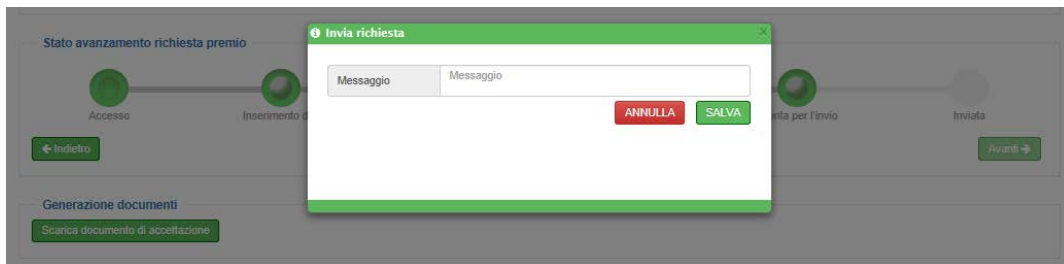 Stato avanzamento richiesta premio
Invia richiesta
×
Messaggio
Messaggio
ANNULLA
SALVA
Accesso
Inserimento d
nta per l'invio
Inviata
Indietro
Avanti
Generazione documenti
Scarica documento di accettazione